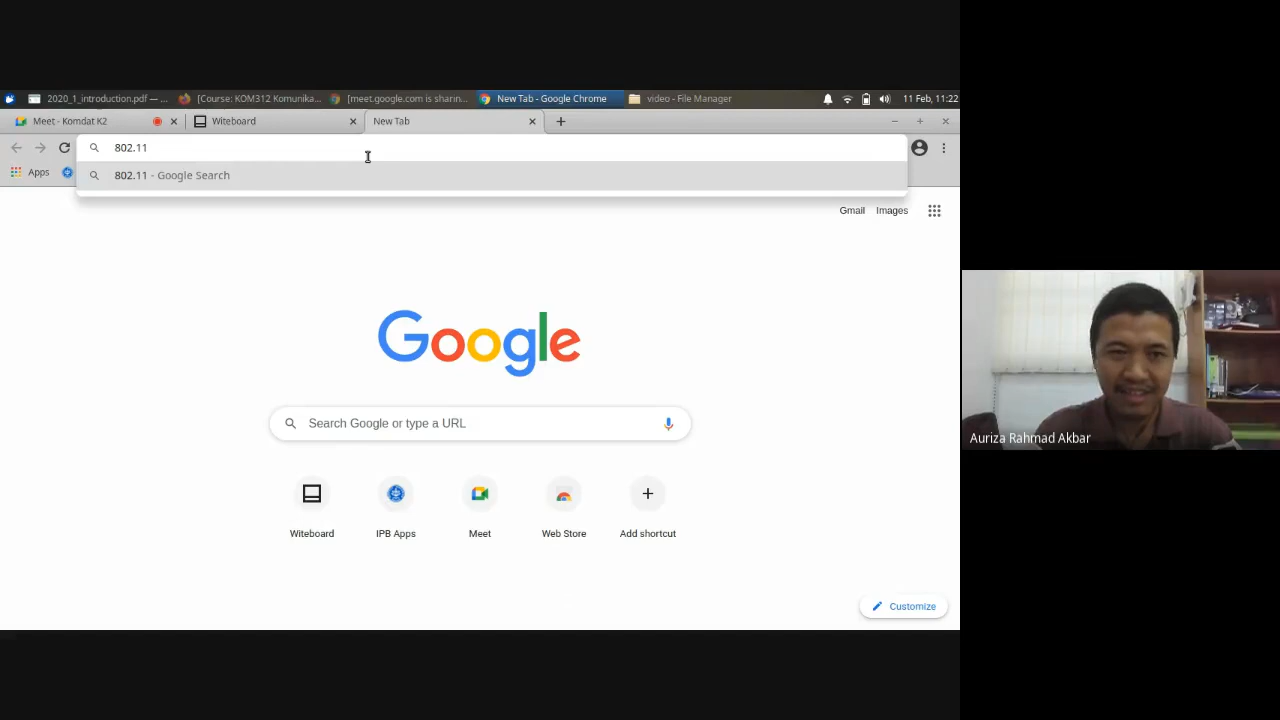 2020_1_introduction.pdf — ...
[Course: KOM312 Komunika...
[meet.google.com is sharin...
New Tab - Google Chrome
video - File Manager
11 Feb, 11:22
Meet - Komdat K2
Witeboard
New Tab
802.11
Apps
802.11 - Google Search
Gmail
Images
Google
Search Google or type a URL
Witeboard
IPB Apps
Meet
Web Store
Add shortcut
Customize
Auriza Rahmad Akbar